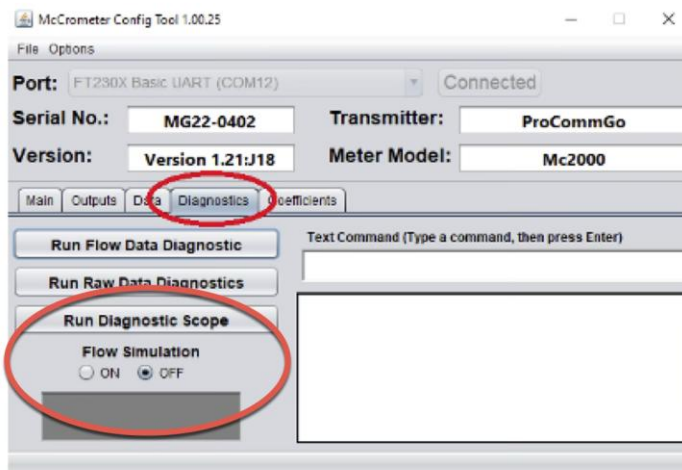 McCrometer Config Tool 1.00.25
File Options
Port: FT230X Basic UART (COM12) Connected
Serial No.: MG22-0402 Transmitter: ProCommGo
Version: Version 1.21:J18 Meter Model: Mc2000
Main Outputs Data Diagnostics Coefficients
Run Flow Data Diagnostic
Text Command (Type a command, then press Enter)
Run Raw Data Diagnostics
Run Diagnostic Scope
Flow Simulation
ON OFF